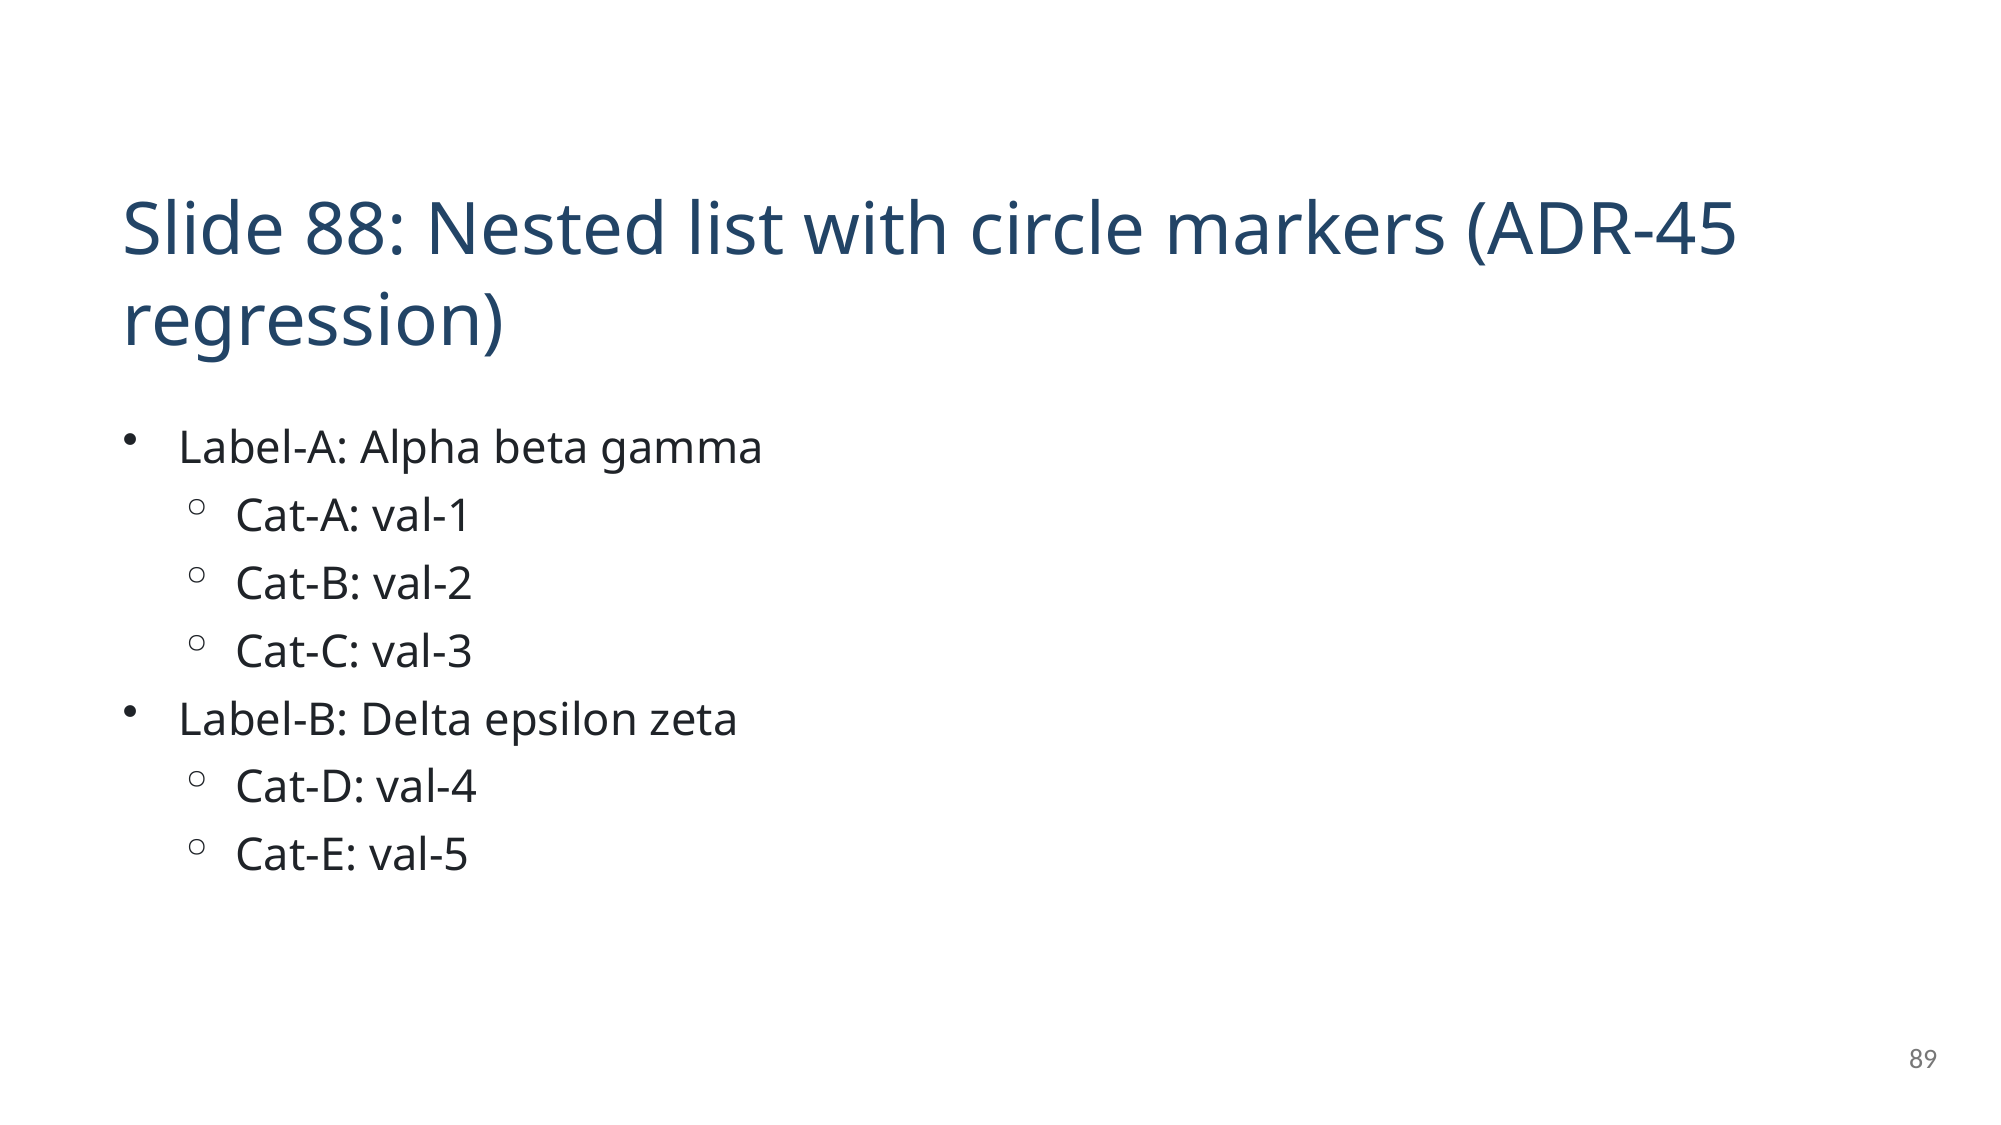 Slide 88: Nested list with circle markers (ADR-45
regression)
• Label-A: Alpha beta gamma
○ Cat-A: val-1
○ Cat-B: val-2
○ Cat-C: val-3
• Label-B: Delta epsilon zeta
○ Cat-D: val-4
○ Cat-E: val-5
89